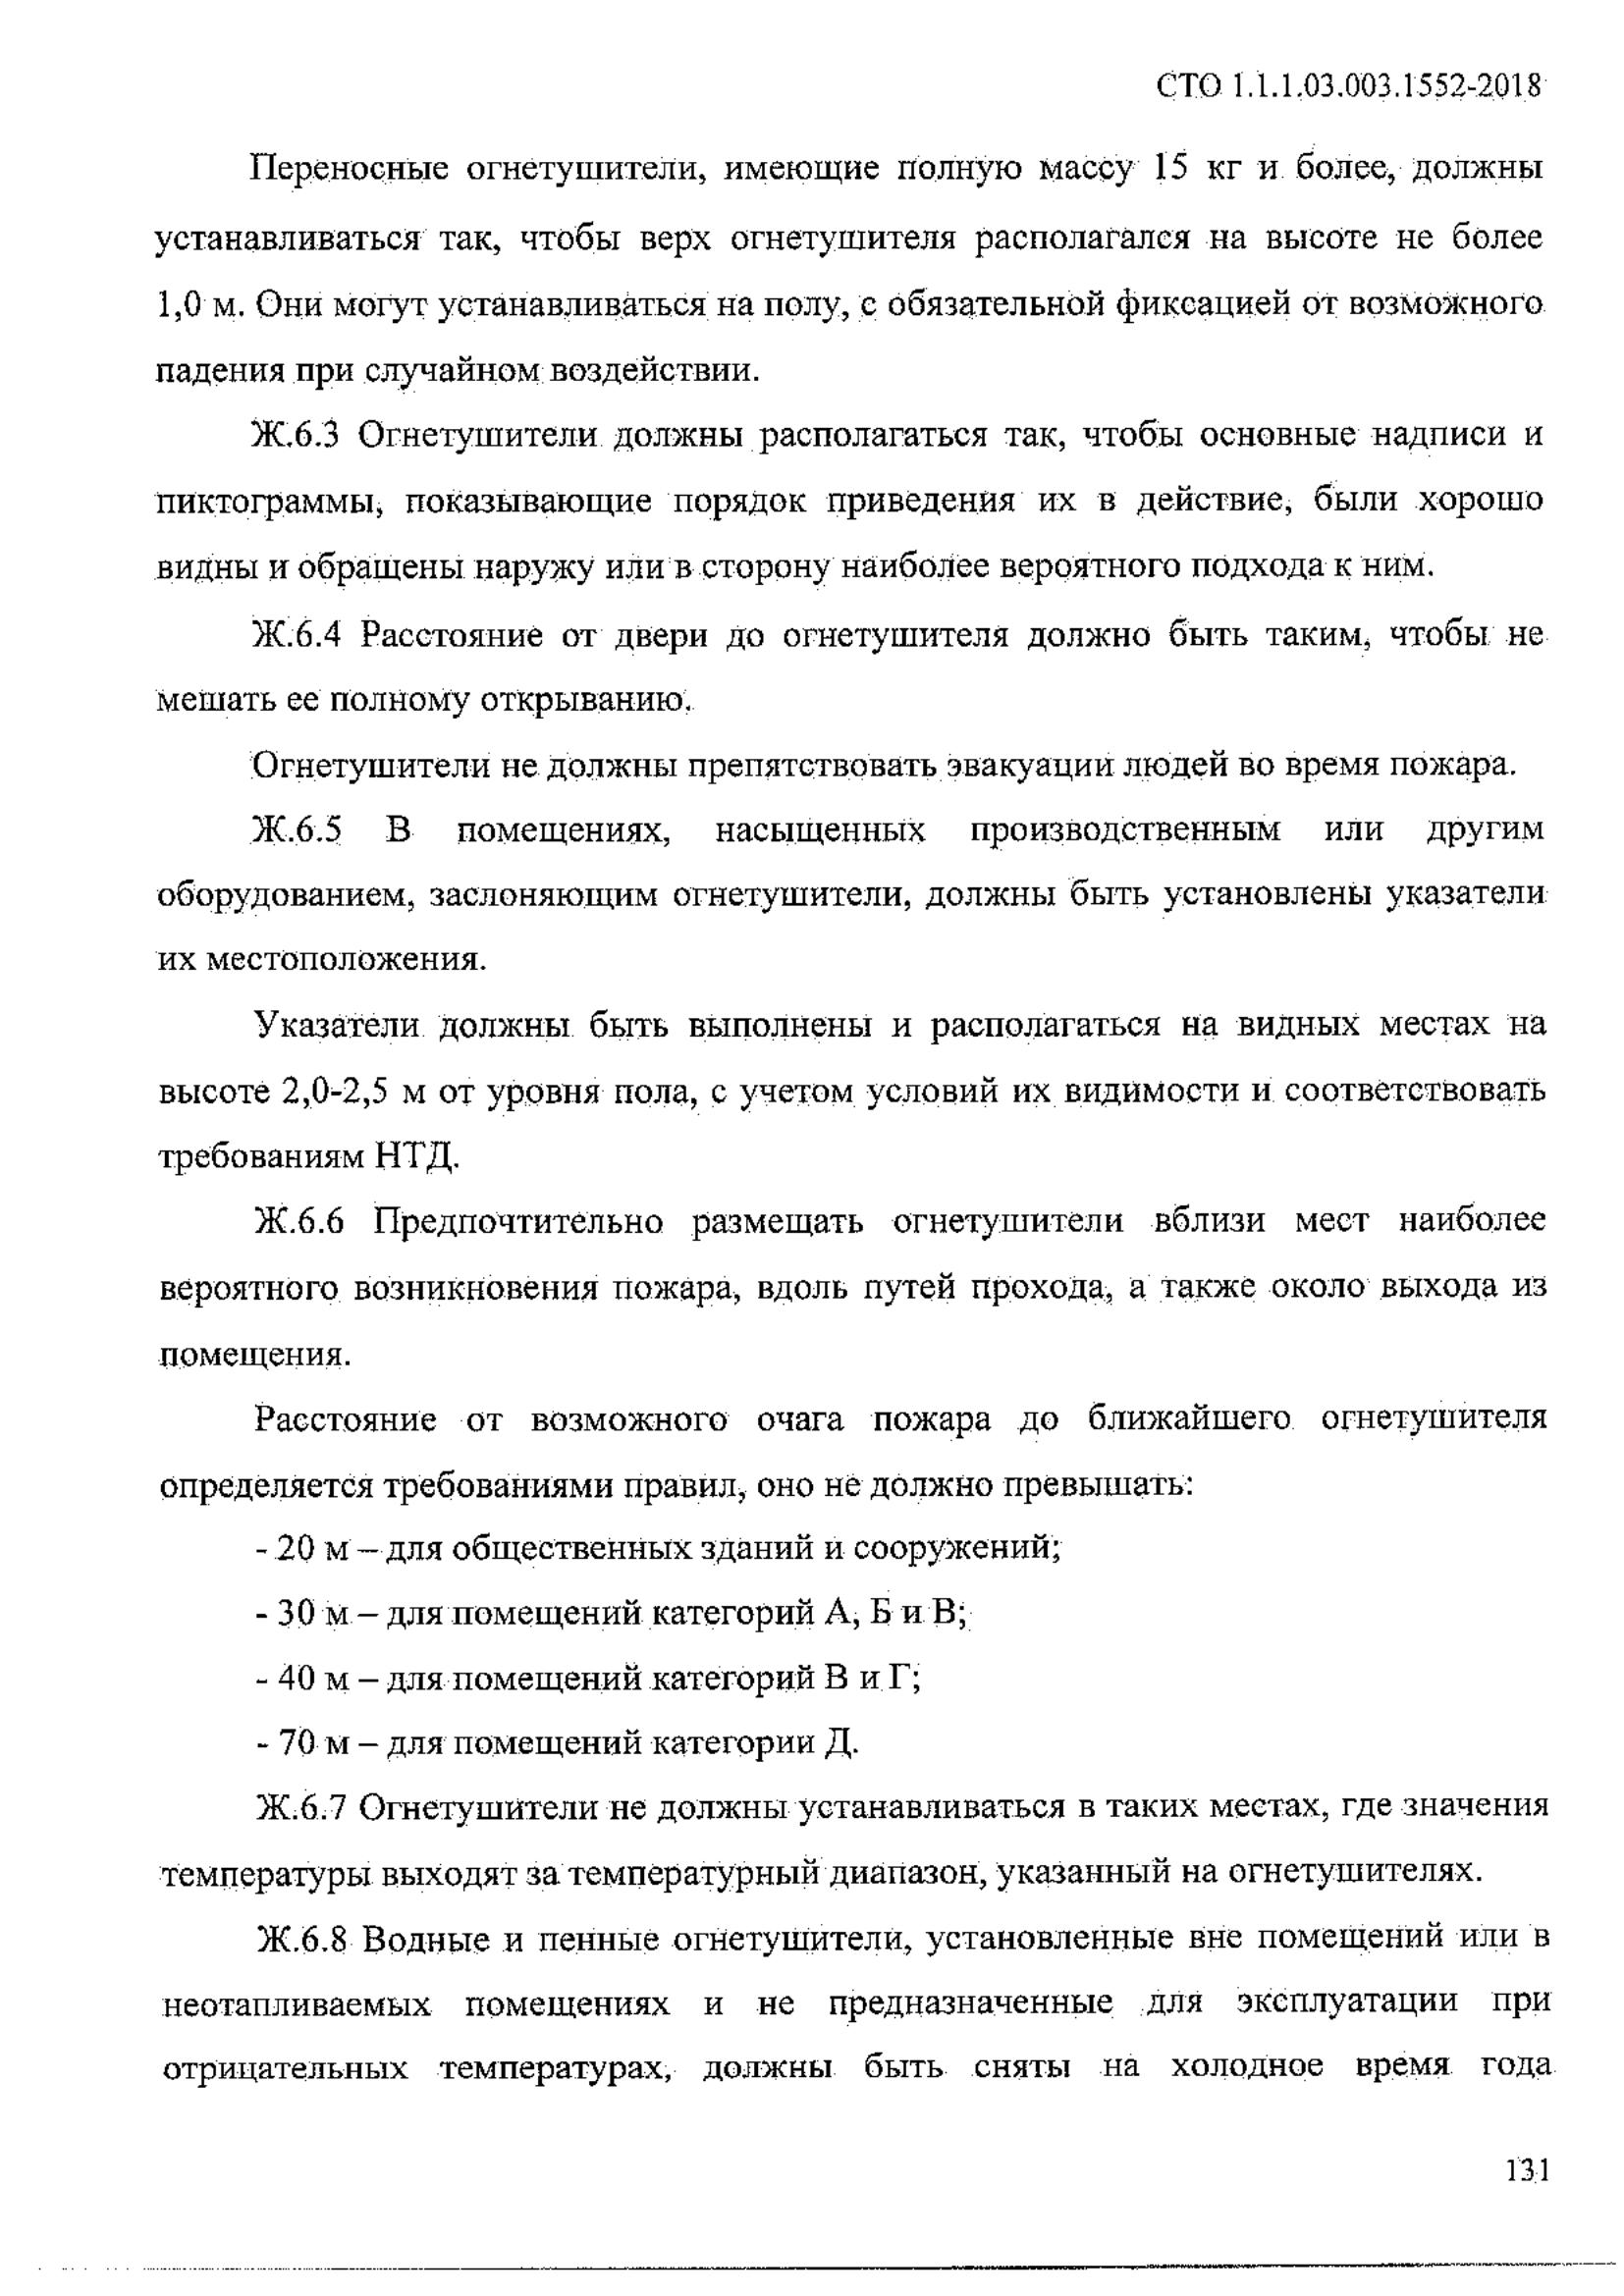 СТО 1.1.1.03.003.1552-2018
Переносные огнетушители, имеющие полную массу 15 кг и более, должны
устанавливаться так, чтобы верх огнетушителя располагался на высоте не более
1,0 м. Они могут устанавливаться на полу, с обязательной фиксацией от возможного
падения при случайном воздействии.
Ж.6.3 Огнетушители должны располагаться так, чтобы основные надписи и
пиктограммы, показывающие порядок приведения их в действие, были хорошо
видны и обращены наружу или в сторону наиболее вероятного подхода к ним.
Ж.6.4 Расстояние от двери до огнетушителя должно быть таким, чтобы не
мешать ее полному открыванию.
Огнетушители не должны препятствовать эвакуации людей во время пожара.
Ж.6.5 В помещениях, насыщенных производственным или другим
оборудованием, заслоняющим огнетушители, должны быть установлены указатели
их местоположения.
Указатели должны быть выполнены и располагаться на видных местах на
высоте 2,0-2,5 м от уровня пола, с учетом условий их видимости и соответствовать
требованиям НТД.
Ж.6.6 Предпочтительно размещать огнетушители вблизи мест наиболее
вероятного возникновения пожара, вдоль путей прохода, а также около выхода из
помещения.
Расстояние от возможного очага пожара до ближайшего огнетушителя
определяется требованиями правил, оно не должно превышать:
- 20 м – для общественных зданий и сооружений;
- 30 м – для помещений категорий А, Б и В;
- 40 м – для помещений категорий В и Г;
- 70 м – для помещений категории Д.
Ж.6.7 Огнетушители не должны устанавливаться в таких местах, где значения
температуры выходят за температурный диапазон, указанный на огнетушителях.
Ж.6.8 Водные и пенные огнетушители, установленные вне помещений или в
неотапливаемых помещениях и не предназначенные для эксплуатации при
отрицательных температурах, должны быть сняты на холодное время года
131